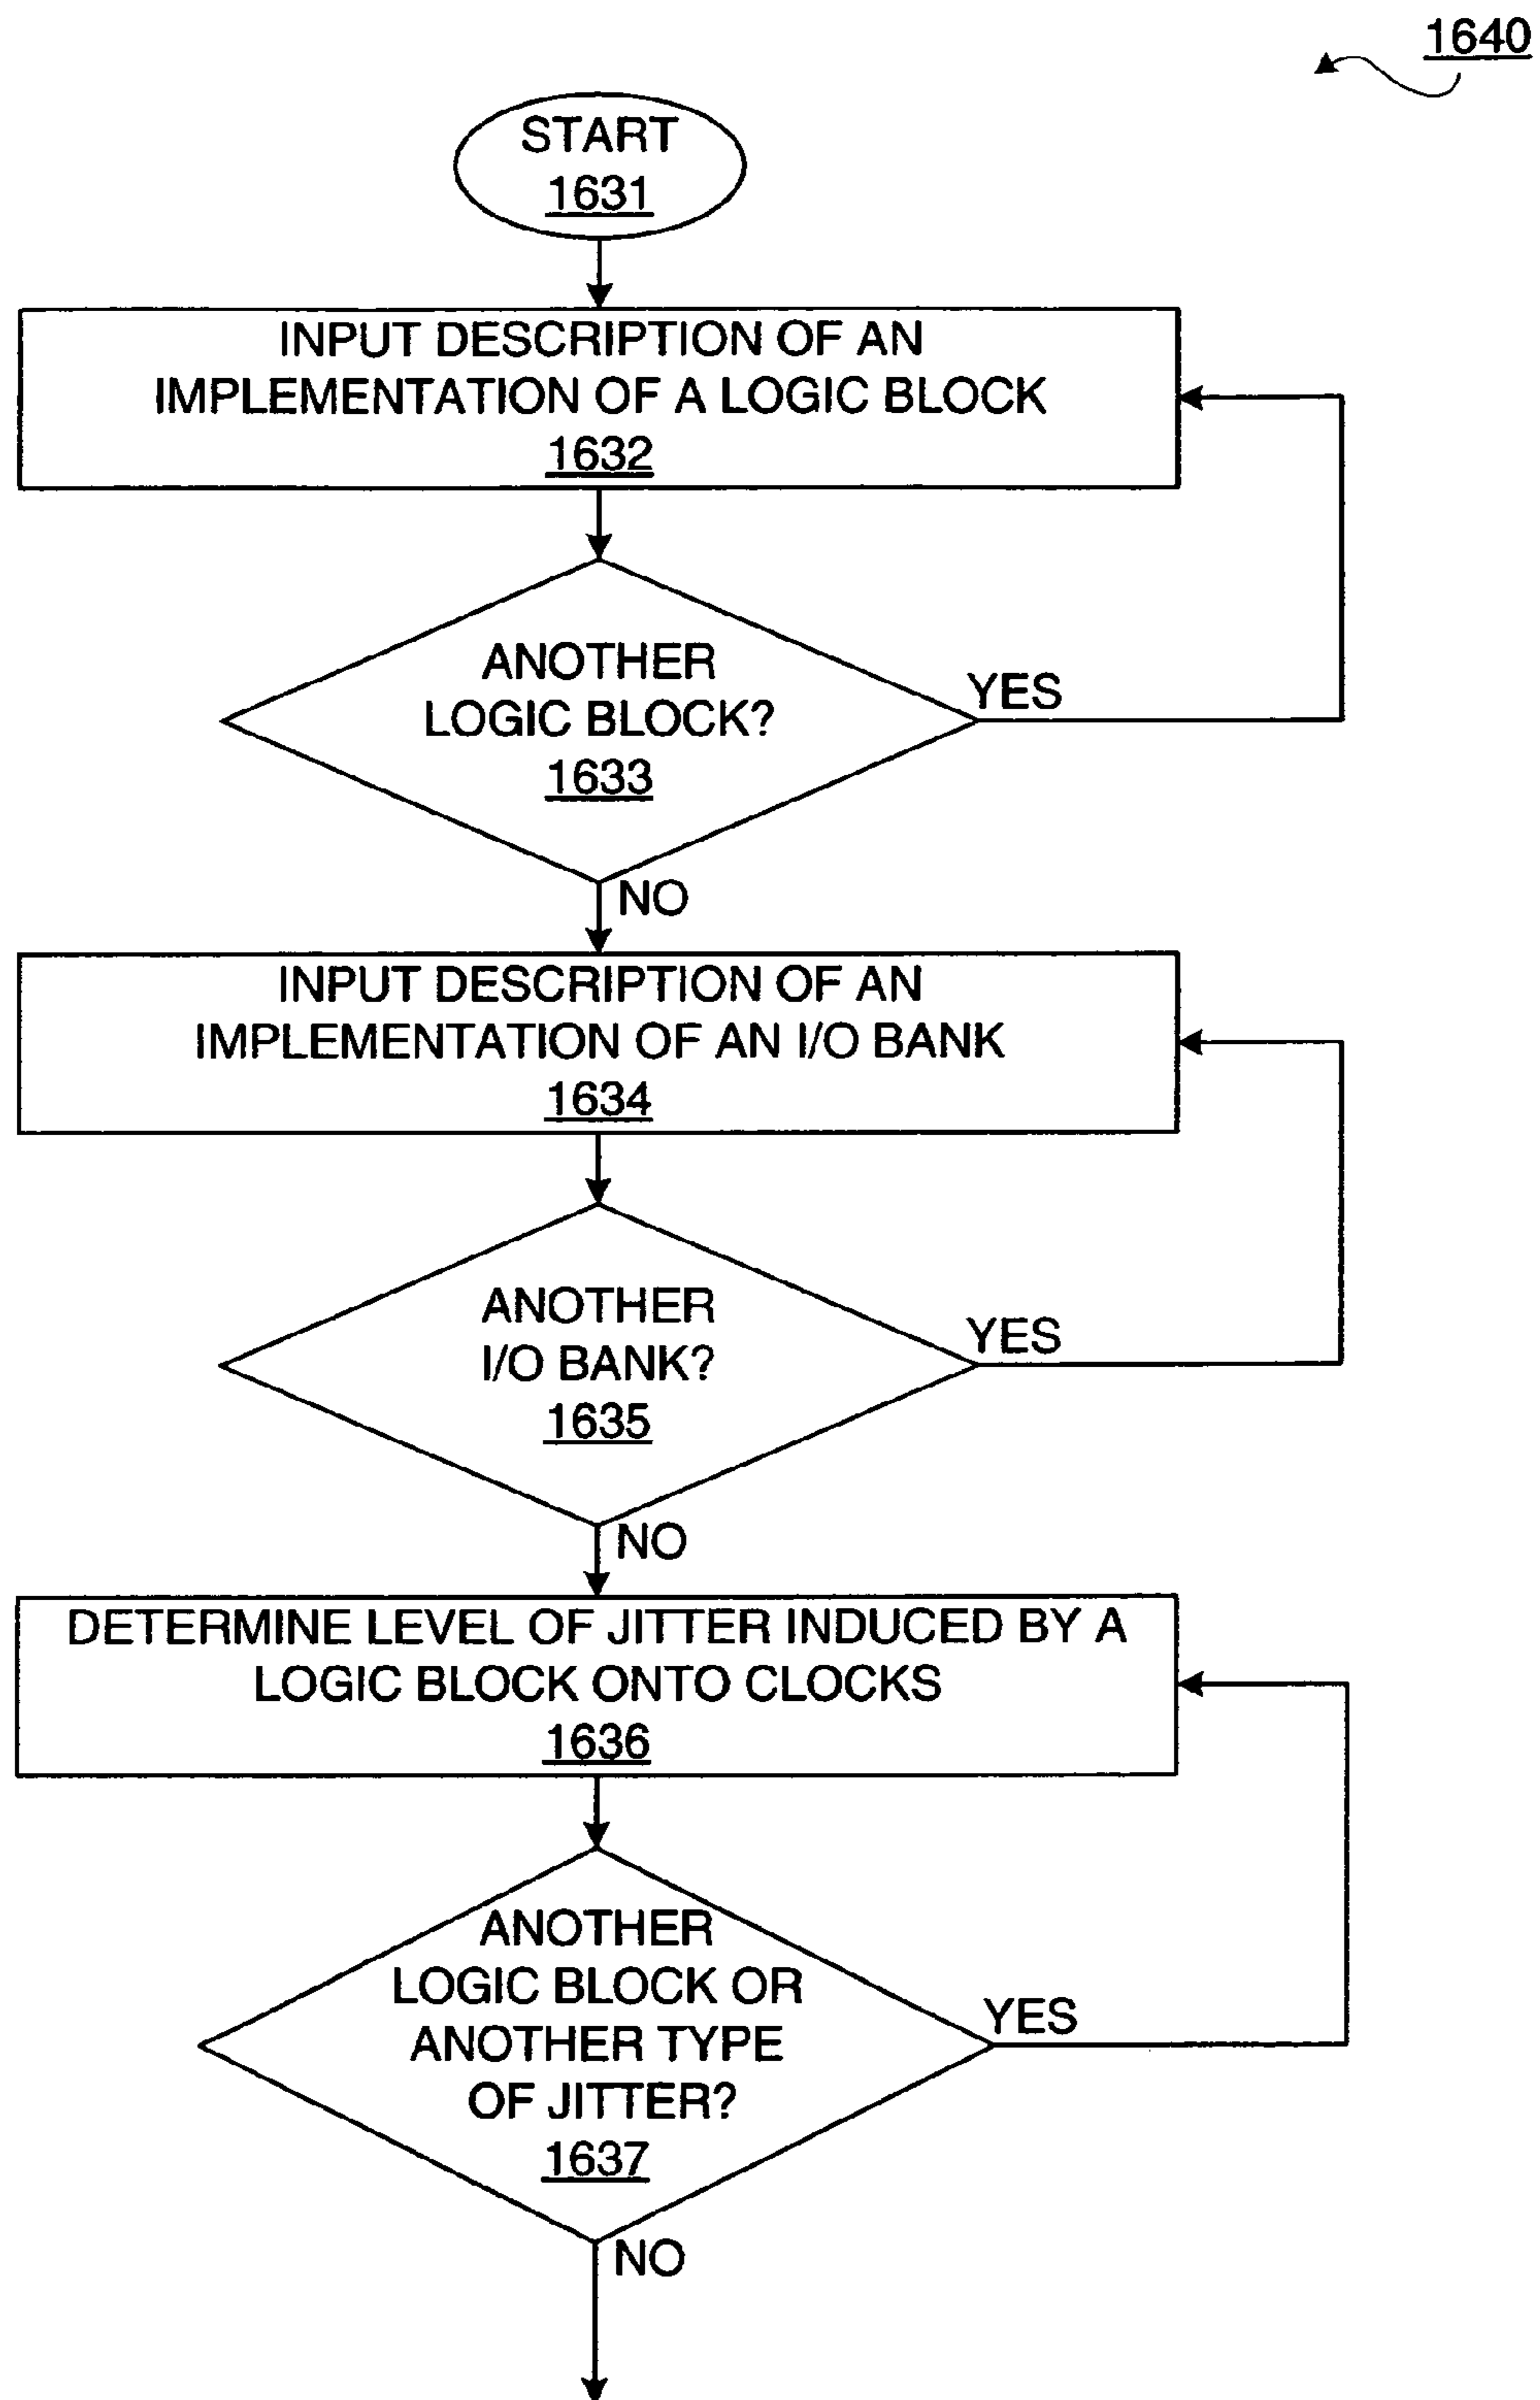 1640
START
1631
INPUT DESCRIPTION OF AN
IMPLEMENTATION OF A LOGIC BLOCK
1632
ANOTHER
LOGIC BLOCK?
1633
YES
NO
INPUT DESCRIPTION OF AN
IMPLEMENTATION OF AN I/O BANK
1634
ANOTHER
I/O BANK?
1635
YES
NO
DETERMINE LEVEL OF JITTER INDUCED BY A
LOGIC BLOCK ONTO CLOCKS
1636
ANOTHER
LOGIC BLOCK OR
ANOTHER TYPE
OF JITTER?
1637
YES
NO